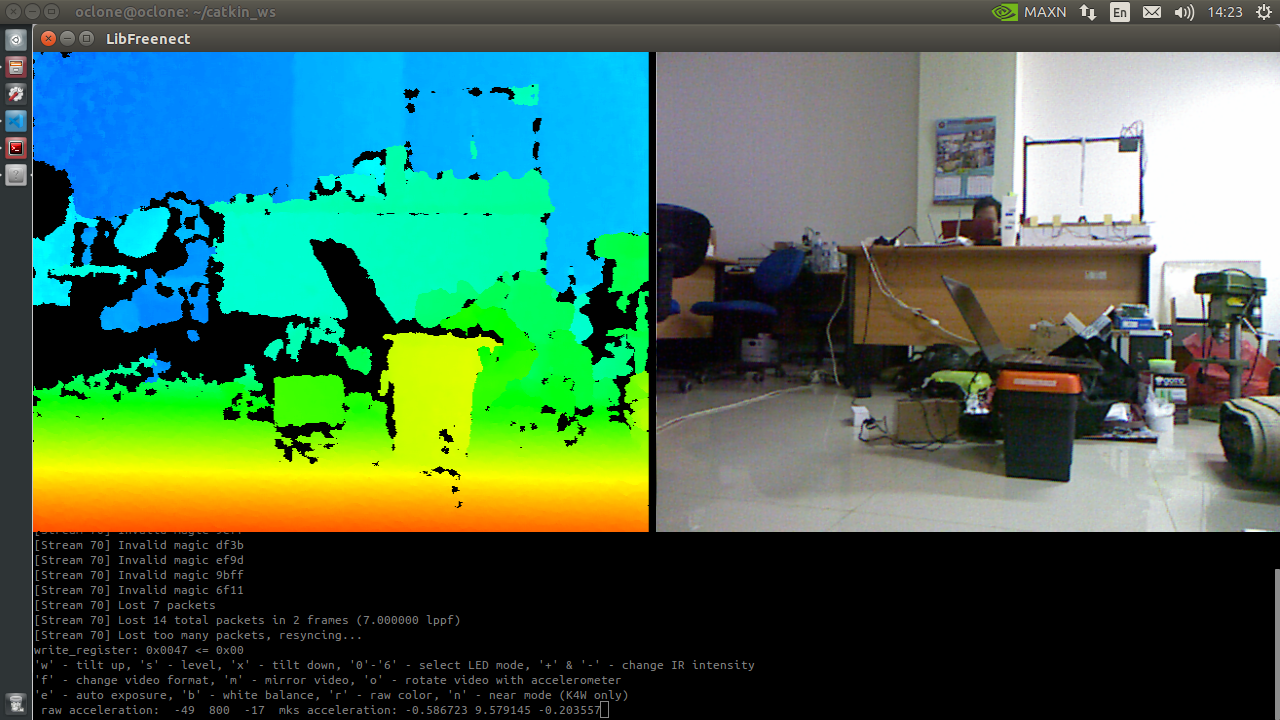 oclone@oclone: ~/catkin_ws
MAXN
En
14:23
LibFreenect
[Stream 70] Invalid magic df3b
[Stream 70] Invalid magic ef9d
[Stream 70] Invalid magic 9bff
[Stream 70] Invalid magic 6f11
[Stream 70] Lost 7 packets
[Stream 70] Lost 14 total packets in 2 frames (7.000000 lppf)
[Stream 70] Lost too many packets, resyncing...
write_register: 0x0047 <= 0x00
'w' - tilt up, 's' - level, 'x' - tilt down, '0'-'6' - select LED mode, '+' & '-' - change IR intensity
'f' - change video format, 'm' - mirror video, 'o' - rotate video with accelerometer
'e' - auto exposure, 'b' - white balance, 'r' - raw color, 'n' - near mode (K4W only)
raw acceleration:  -49  800  -17  mks acceleration: -0.586723 9.579145 -0.203557